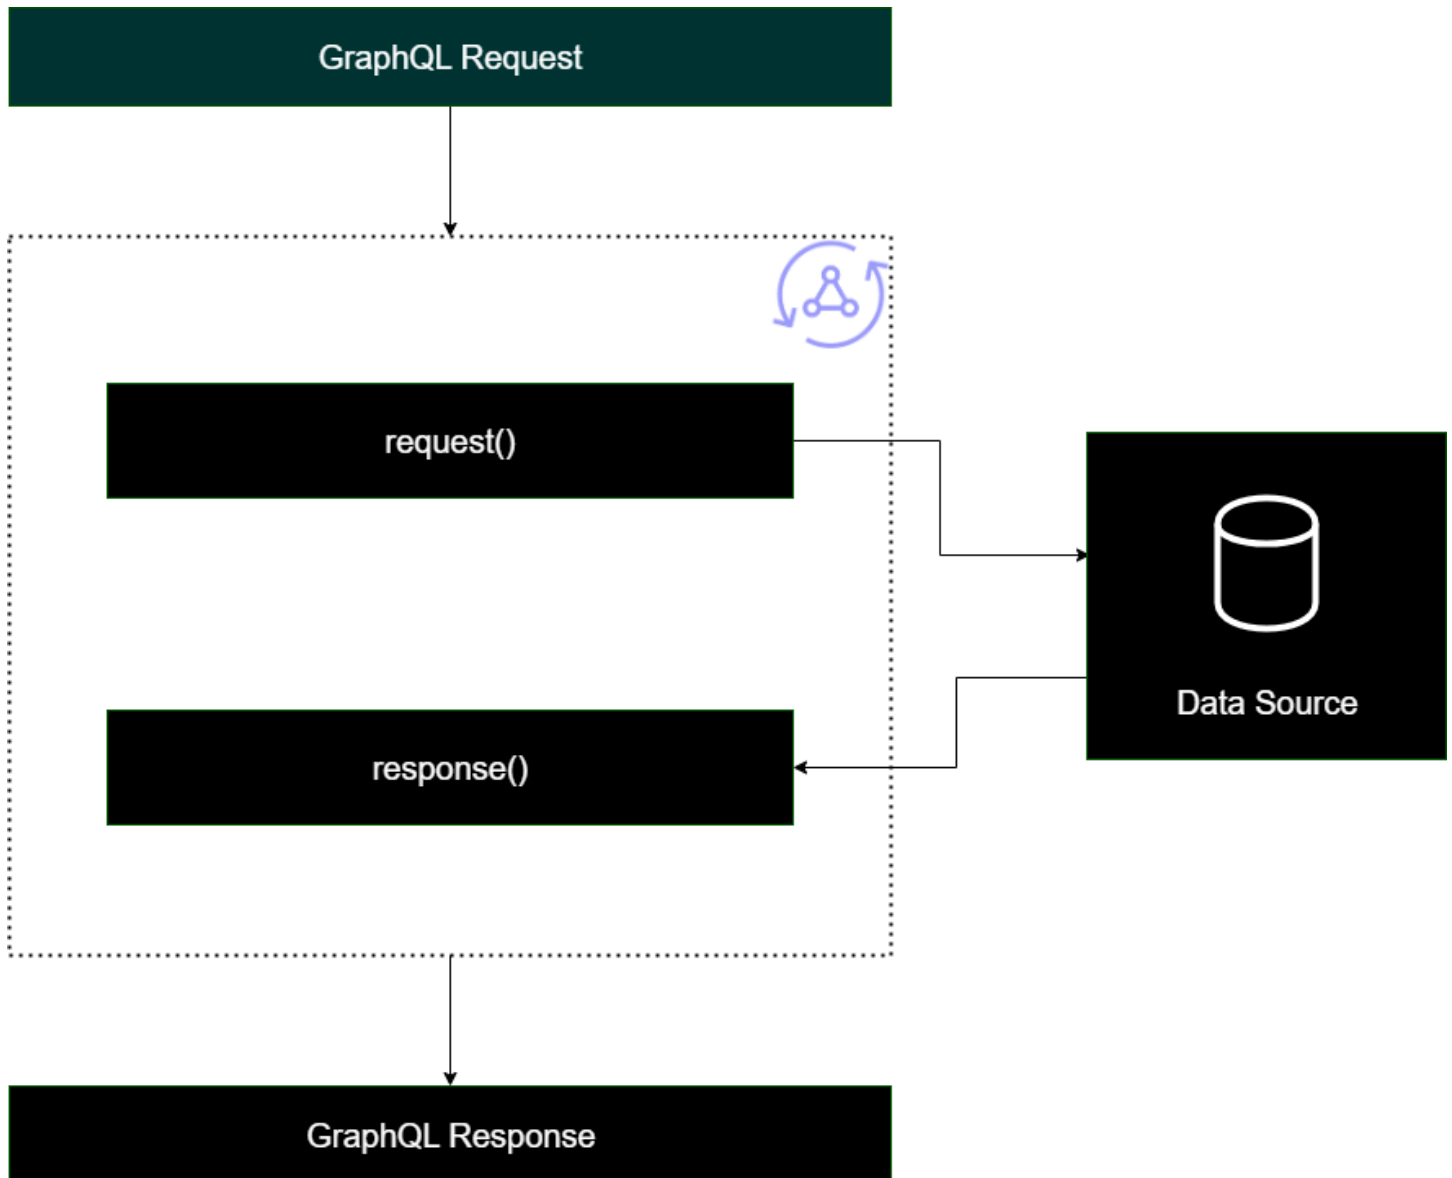 GraphQL Request
request()
Data Source
response()
GraphQL Response